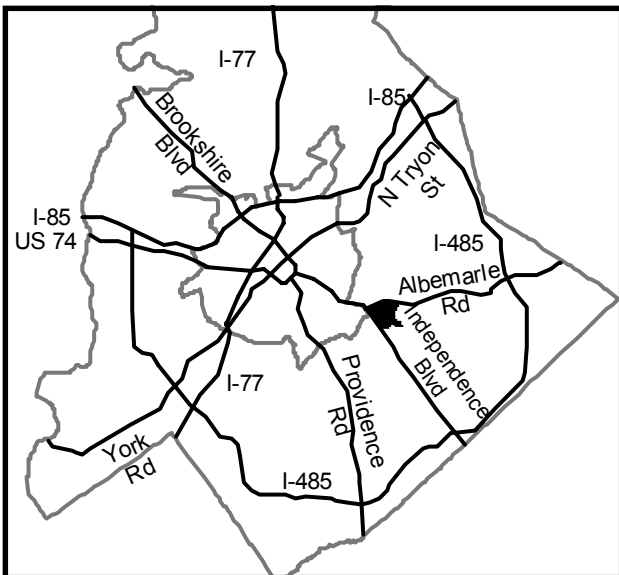 I-77
I-85
Brookshire
Blvd
N Tryon
St
I-85
US 74
I-485
Albemarle
Rd
Independence
Blvd
Providence
Rd
I-77
York
Rd
I-485